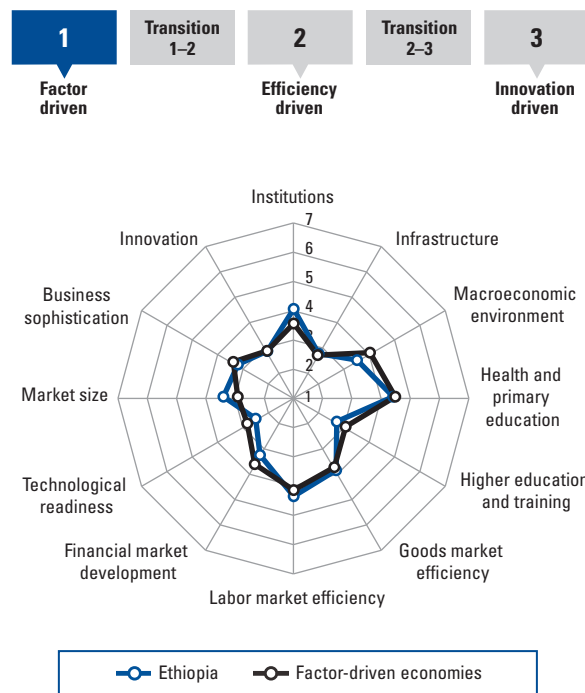 1
Transition
1–2
2
Transition
2–3
3
Factor
driven
Efficiency
driven
Innovation
driven
Institutions
7
6
5
4
3
2
1
Innovation
Infrastructure
Business
sophistication
Macroeconomic
environment
Market size
Health and
primary
education
Technological
readiness
Higher education
and training
Financial market
development
Goods market
efficiency
Labor market efficiency
Ethiopia
Factor-driven economies